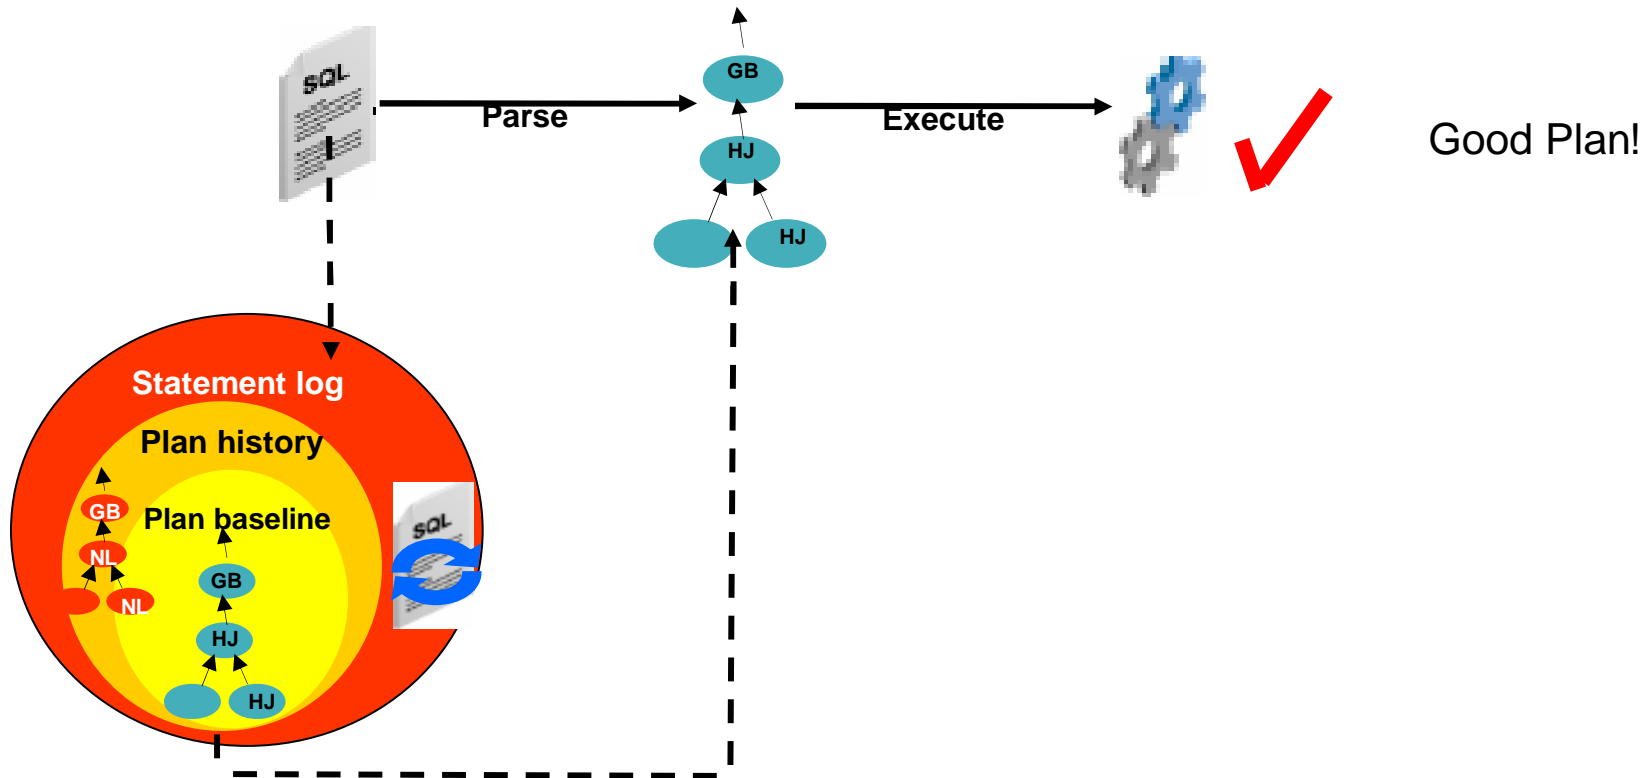 SQL
Parse
GB
HJ
HJ
Execute
Good Plan!
Statement log
Plan history
Plan baseline
GB
NL
NL
GB
HJ
HJ
SQL